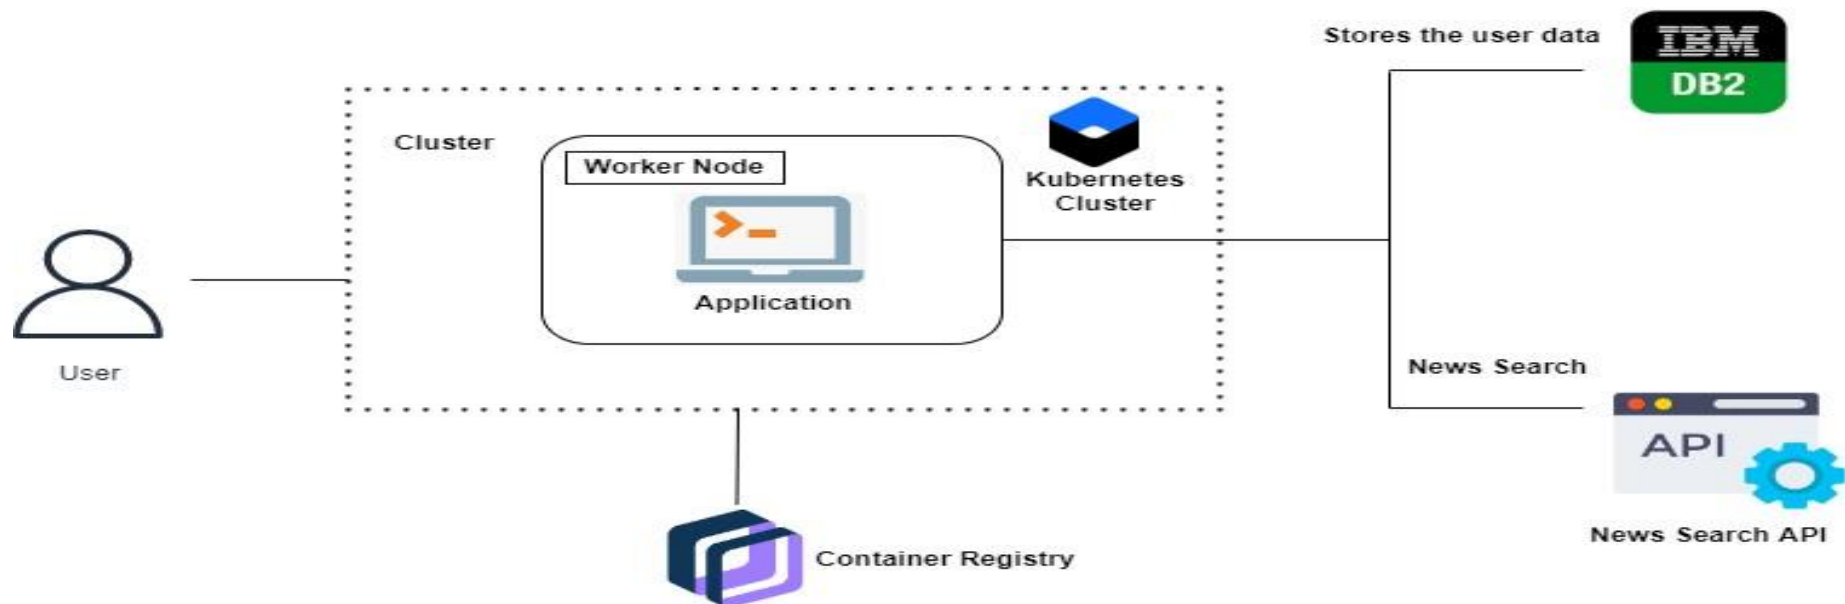 Stores the user data
IBM
DB2
Cluster
Worker Node
Kubernetes
Cluster
Application
User
News Search
API
News Search API
Container Registry